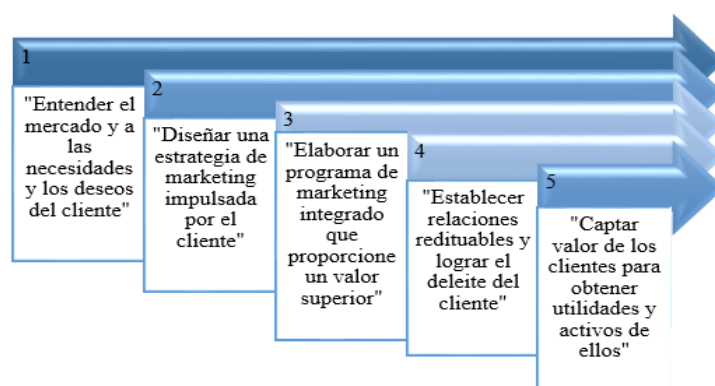 1
"Entender el
mercado y a
las
necesidades
y los deseos
del cliente"
2
"Diseñar una
estrategia de
marketing
impulsada
por el
cliente"
3
"Elaborar un
programa de
marketing
integrado
que
proporcione
un valor
superior"
4
"Establecer
relaciones
redituables y
lograr el
deleite del
cliente"
5
"Captar
valor de los
clientes para
obtener
utilidades y
activos de
ellos"